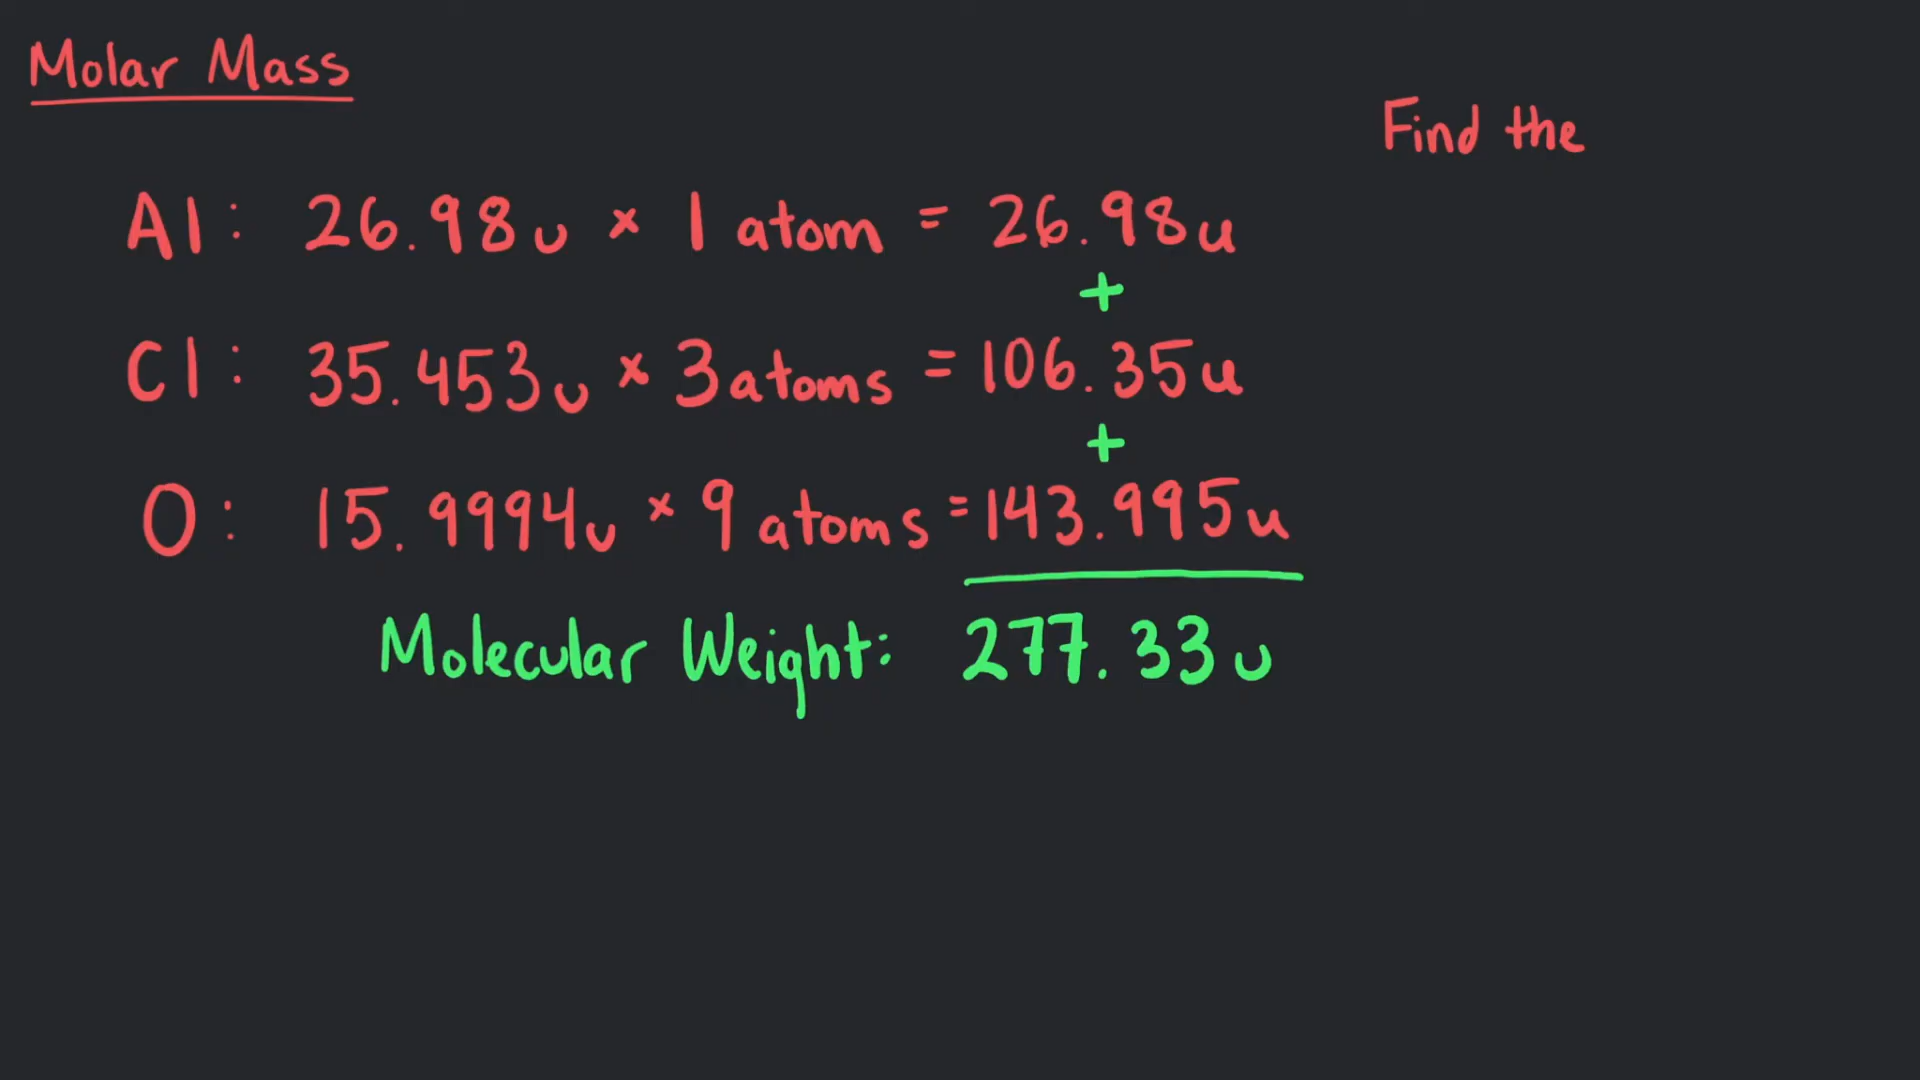 Molar Mass
Find the
Al: 26.98u × 1 atom = 26.98u
+
Cl: 35.453u × 3 atoms = 106.35u
+
O: 15.9994u × 9 atoms = 143.995u
Molecular Weight: 277.33u